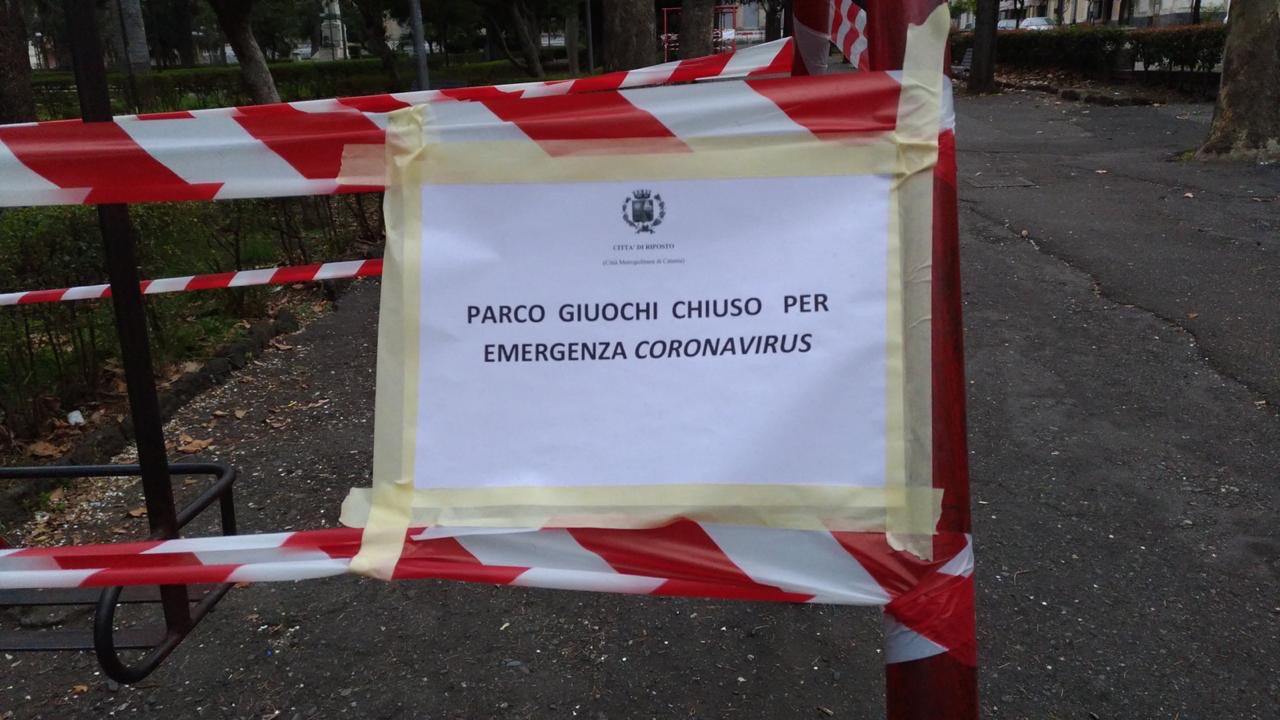 CITTA' DI RIPOSTO
(Città Metropolitana di Catania)
PARCO GIUOCHI CHIUSO PER
EMERGENZA CORONAVIRUS